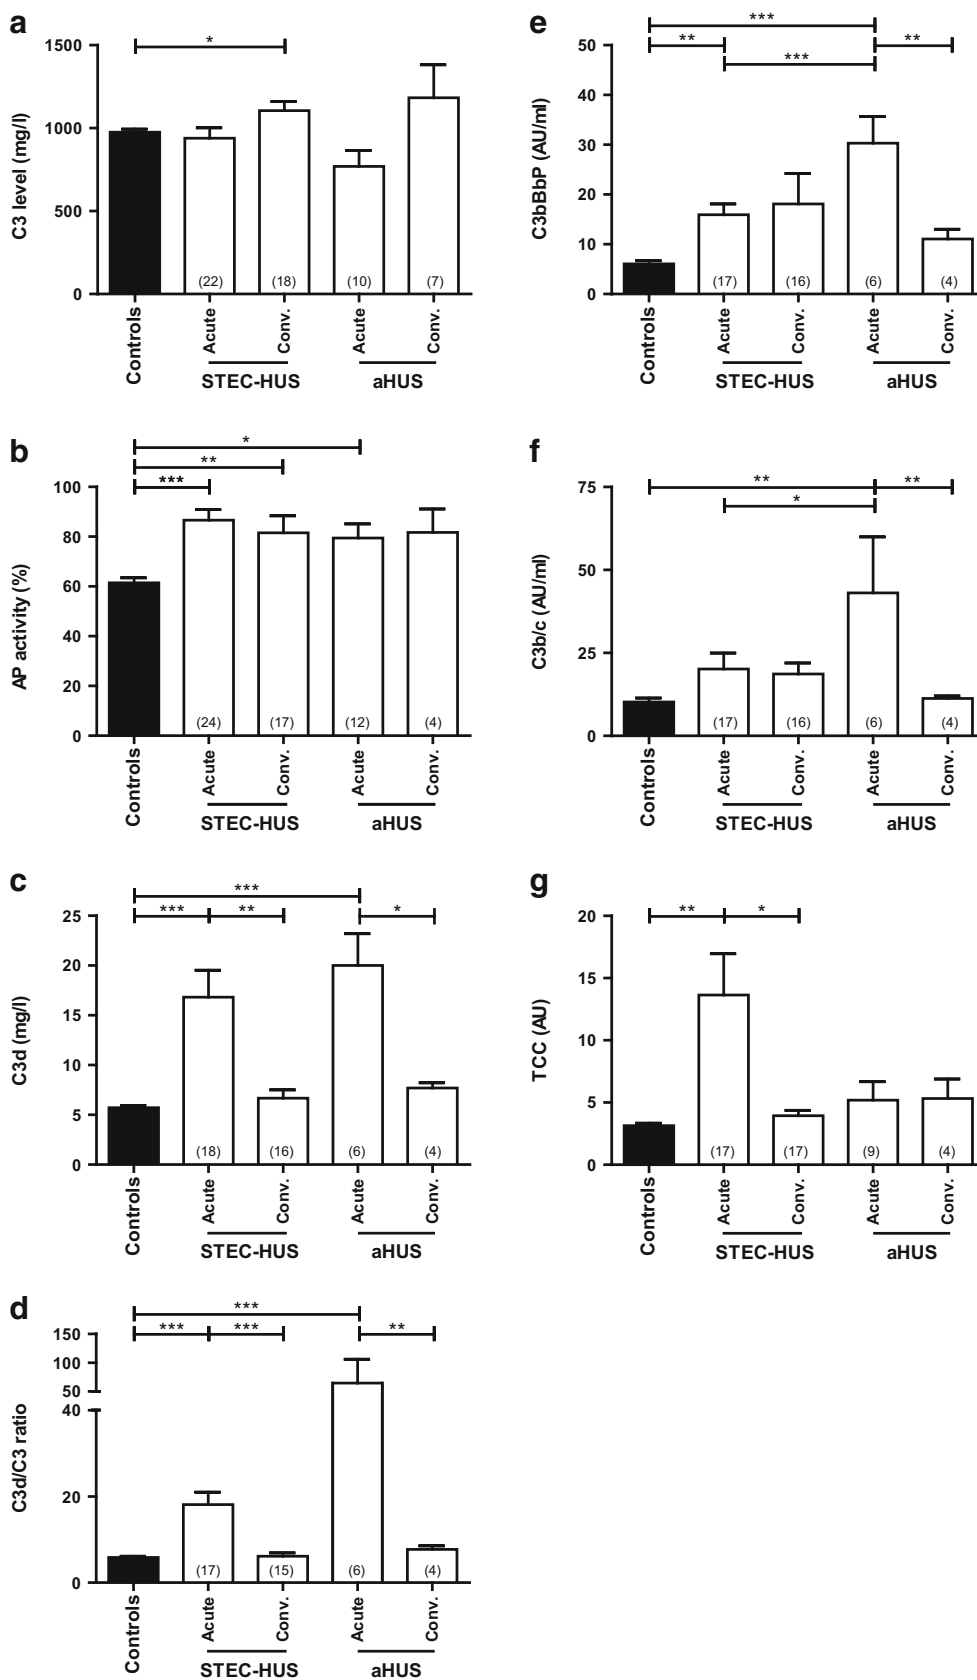 a
*
C3 level (mg/l)
1500
1000
500
0
(22)
(18)
(10)
(7)
Controls
Acute
Conv.
Acute
Conv.
STEC-HUS
aHUS
b
*
**
***
AP activity (%)
100
80
60
40
20
0
(24)
(17)
(12)
(4)
Controls
Acute
Conv.
Acute
Conv.
STEC-HUS
aHUS
c
***
***
**
*
C3d (mg/l)
25
20
15
10
5
0
(18)
(16)
(6)
(4)
Controls
Acute
Conv.
Acute
Conv.
STEC-HUS
aHUS
d
***
***
***
**
C3d/C3 ratio
150
100
50
40
20
0
(17)
(15)
(6)
(4)
Controls
Acute
Conv.
Acute
Conv.
STEC-HUS
aHUS
e
***
**
**
***
C3bBbP (AU/ml)
50
40
30
20
10
0
(17)
(16)
(6)
(4)
Controls
Acute
Conv.
Acute
Conv.
STEC-HUS
aHUS
f
**
**
*
C3b/c (AU/ml)
75
50
25
0
(17)
(16)
(6)
(4)
Controls
Acute
Conv.
Acute
Conv.
STEC-HUS
aHUS
g
**
*
TCC (AU)
20
15
10
5
0
(17)
(17)
(9)
(4)
Controls
Acute
Conv.
Acute
Conv.
STEC-HUS
aHUS